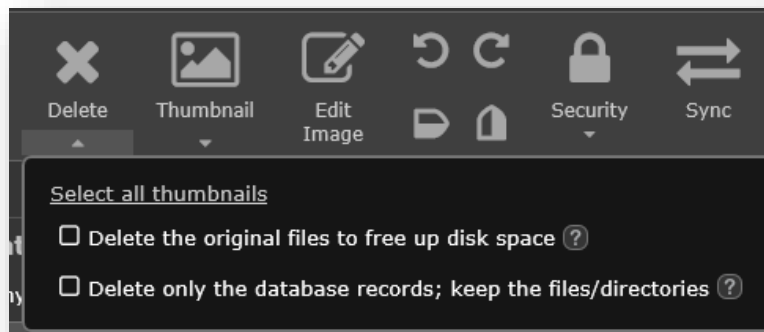 Delete
Thumbnail
Edit
Image
Security
Sync
Select all thumbnails
Delete the original files to free up disk space ?
Delete only the database records; keep the files/directories ?